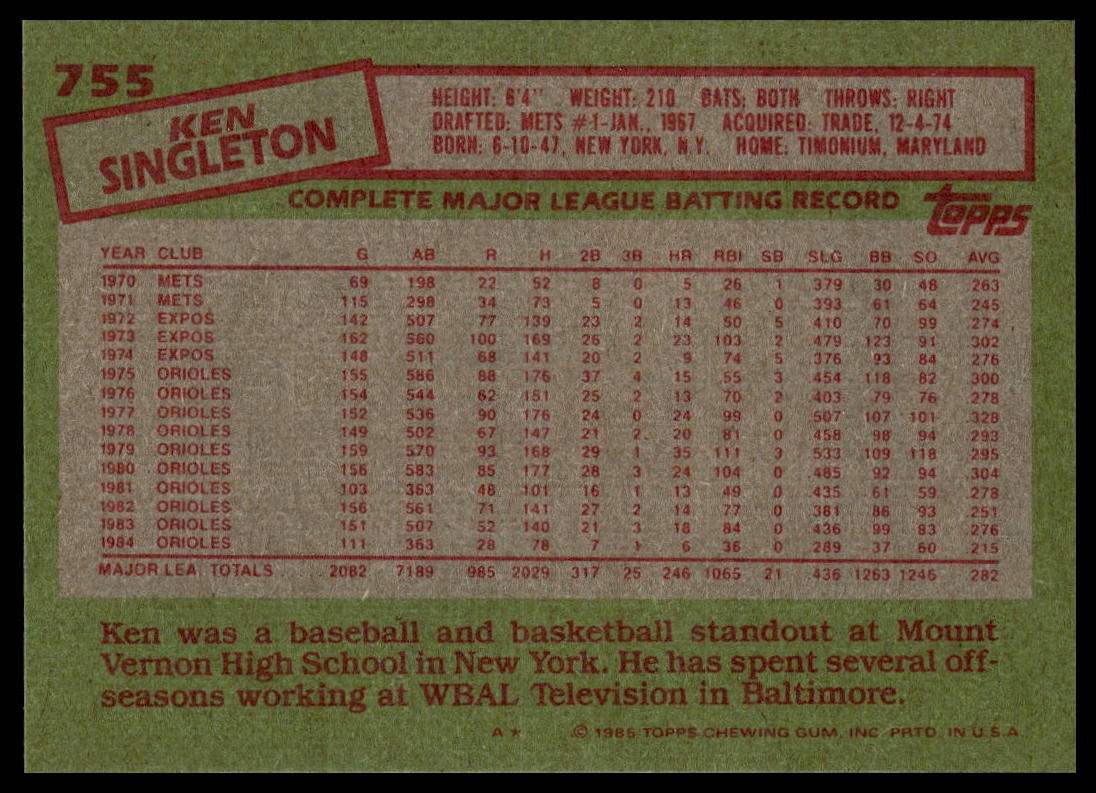 755
KEN
SINGLETON
HEIGHT: 6'4" WEIGHT: 210 BATS: BOTH THROWS: RIGHT
DRAFTED: METS #1-JAN., 1967 ACQUIRED: TRADE, 12-4-74
BORN: 6-10-47, NEW YORK, N.Y. HOME: TIMONIUM, MARYLAND
COMPLETE MAJOR LEAGUE BATTING RECORD
TOPPS
YEAR CLUB G AB R H 2B 3B HR RBI SB SLG BB SO AVG
1970 METS 69 198 22 52 8 0 5 26 1 .379 30 48 .263
1971 METS 115 298 34 73 5 0 13 46 0 .393 61 64 .245
1972 EXPOS 142 507 77 139 23 2 14 50 5 .410 70 99 .274
1973 EXPOS 162 560 100 169 26 2 23 103 2 .479 123 91 .302
1974 EXPOS 148 511 68 141 20 2 9 74 5 .376 93 84 .276
1975 ORIOLES 155 586 88 176 37 4 15 55 3 .454 118 82 .300
1976 ORIOLES 154 544 62 151 25 2 13 70 2 .403 79 76 .278
1977 ORIOLES 152 536 90 176 24 0 24 99 0 .507 107 101 .328
1978 ORIOLES 149 502 67 147 21 2 20 81 0 .458 98 94 .293
1979 ORIOLES 159 570 93 168 29 1 35 111 3 .533 109 118 .295
1980 ORIOLES 156 583 85 177 28 3 24 104 0 .485 92 94 .304
1981 ORIOLES 103 363 48 101 16 1 13 49 0 .435 61 59 .278
1982 ORIOLES 156 561 71 141 27 2 14 77 0 .381 86 93 .251
1983 ORIOLES 151 507 52 140 21 3 18 84 0 .436 99 83 .276
1984 ORIOLES 111 363 28 78 7 1 6 36 0 .289 37 60 .215
MAJOR LEA. TOTALS ..... 2082 7189 985 2029 317 25 246 1065 21 .436 1263 1246 .282
Ken was a baseball and basketball standout at Mount
Vernon High School in New York. He has spent several off-
seasons working at WBAL Television in Baltimore.
A* © 1985 TOPPS CHEWING GUM, INC. PRTD. IN U.S.A.